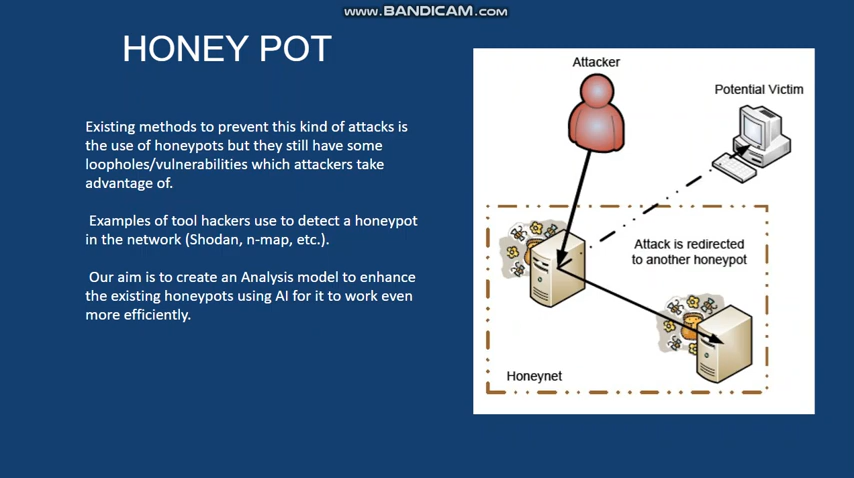 www.BANDICAM.com
HONEY POT
Existing methods to prevent this kind of attacks is
the use of honeypots but they still have some
loopholes/vulnerabilities which attackers take
advantage of.
Examples of tool hackers use to detect a honeypot
in the network (Shodan, n-map, etc.).
Our aim is to create an Analysis model to enhance
the existing honeypots using AI for it to work even
more efficiently.
Attacker
Potential Victim
Attack is redirected
to another honeypot
Honeynet